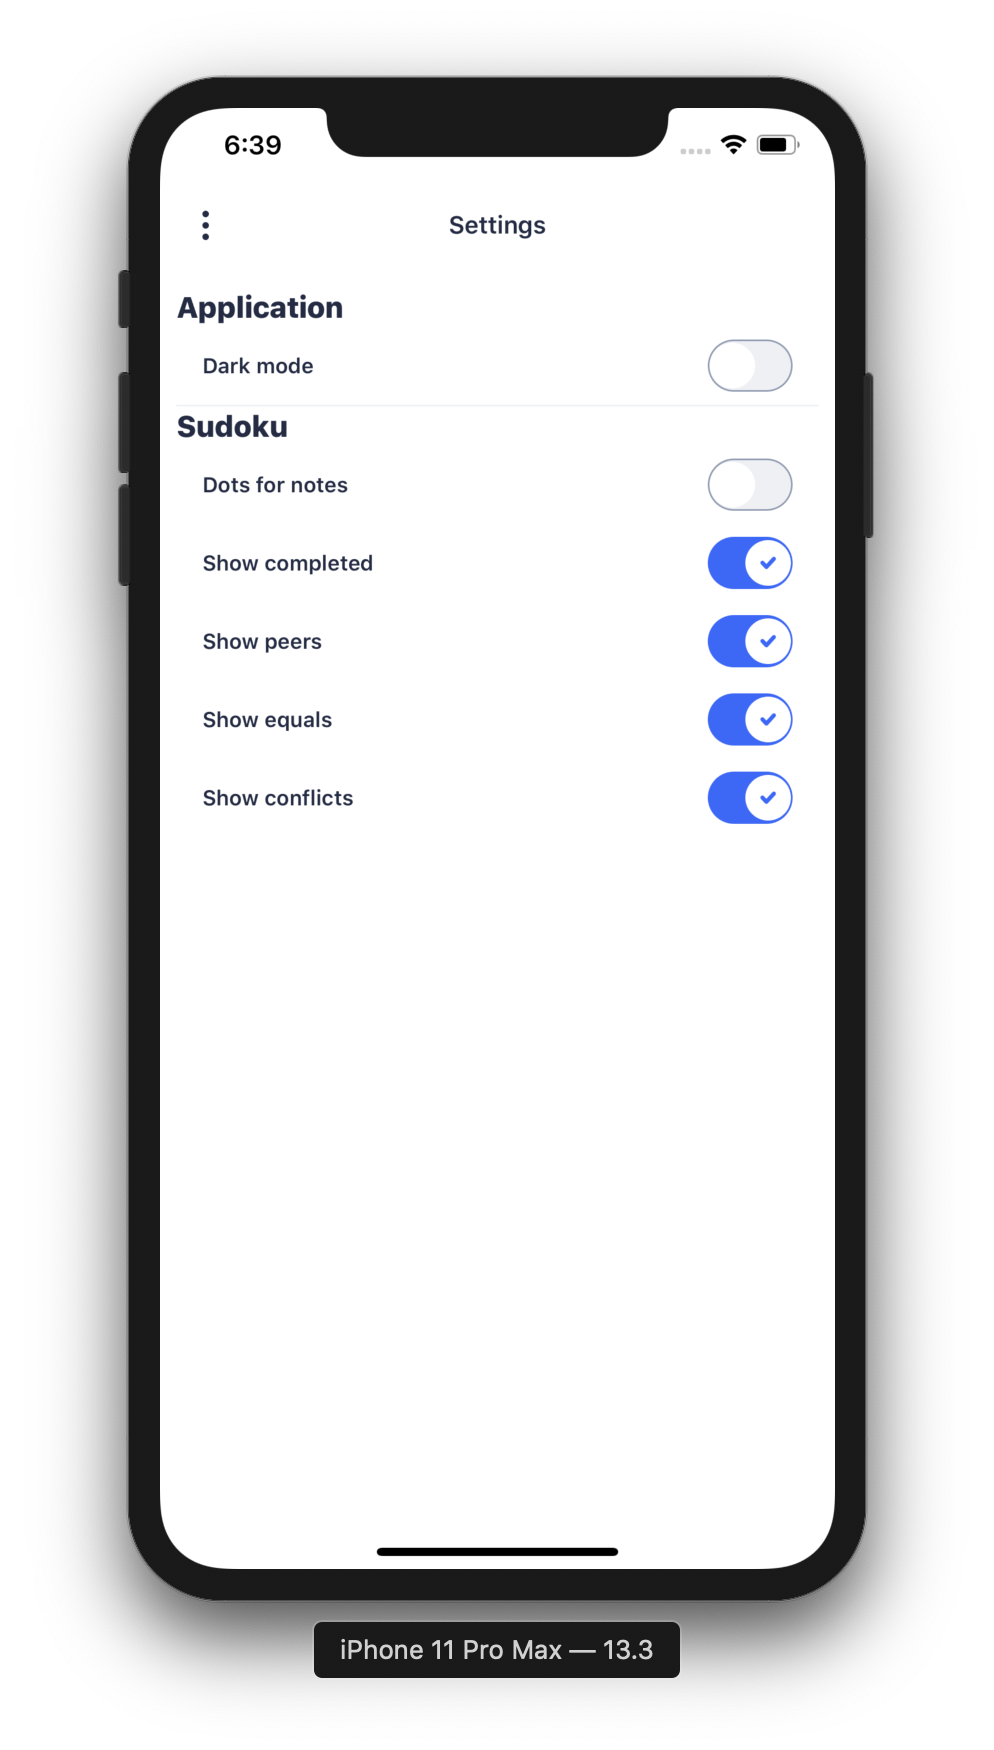 6:39
Settings
Application
Dark mode
Sudoku
Dots for notes
Show completed
Show peers
Show equals
Show conflicts
iPhone 11 Pro Max — 13.3